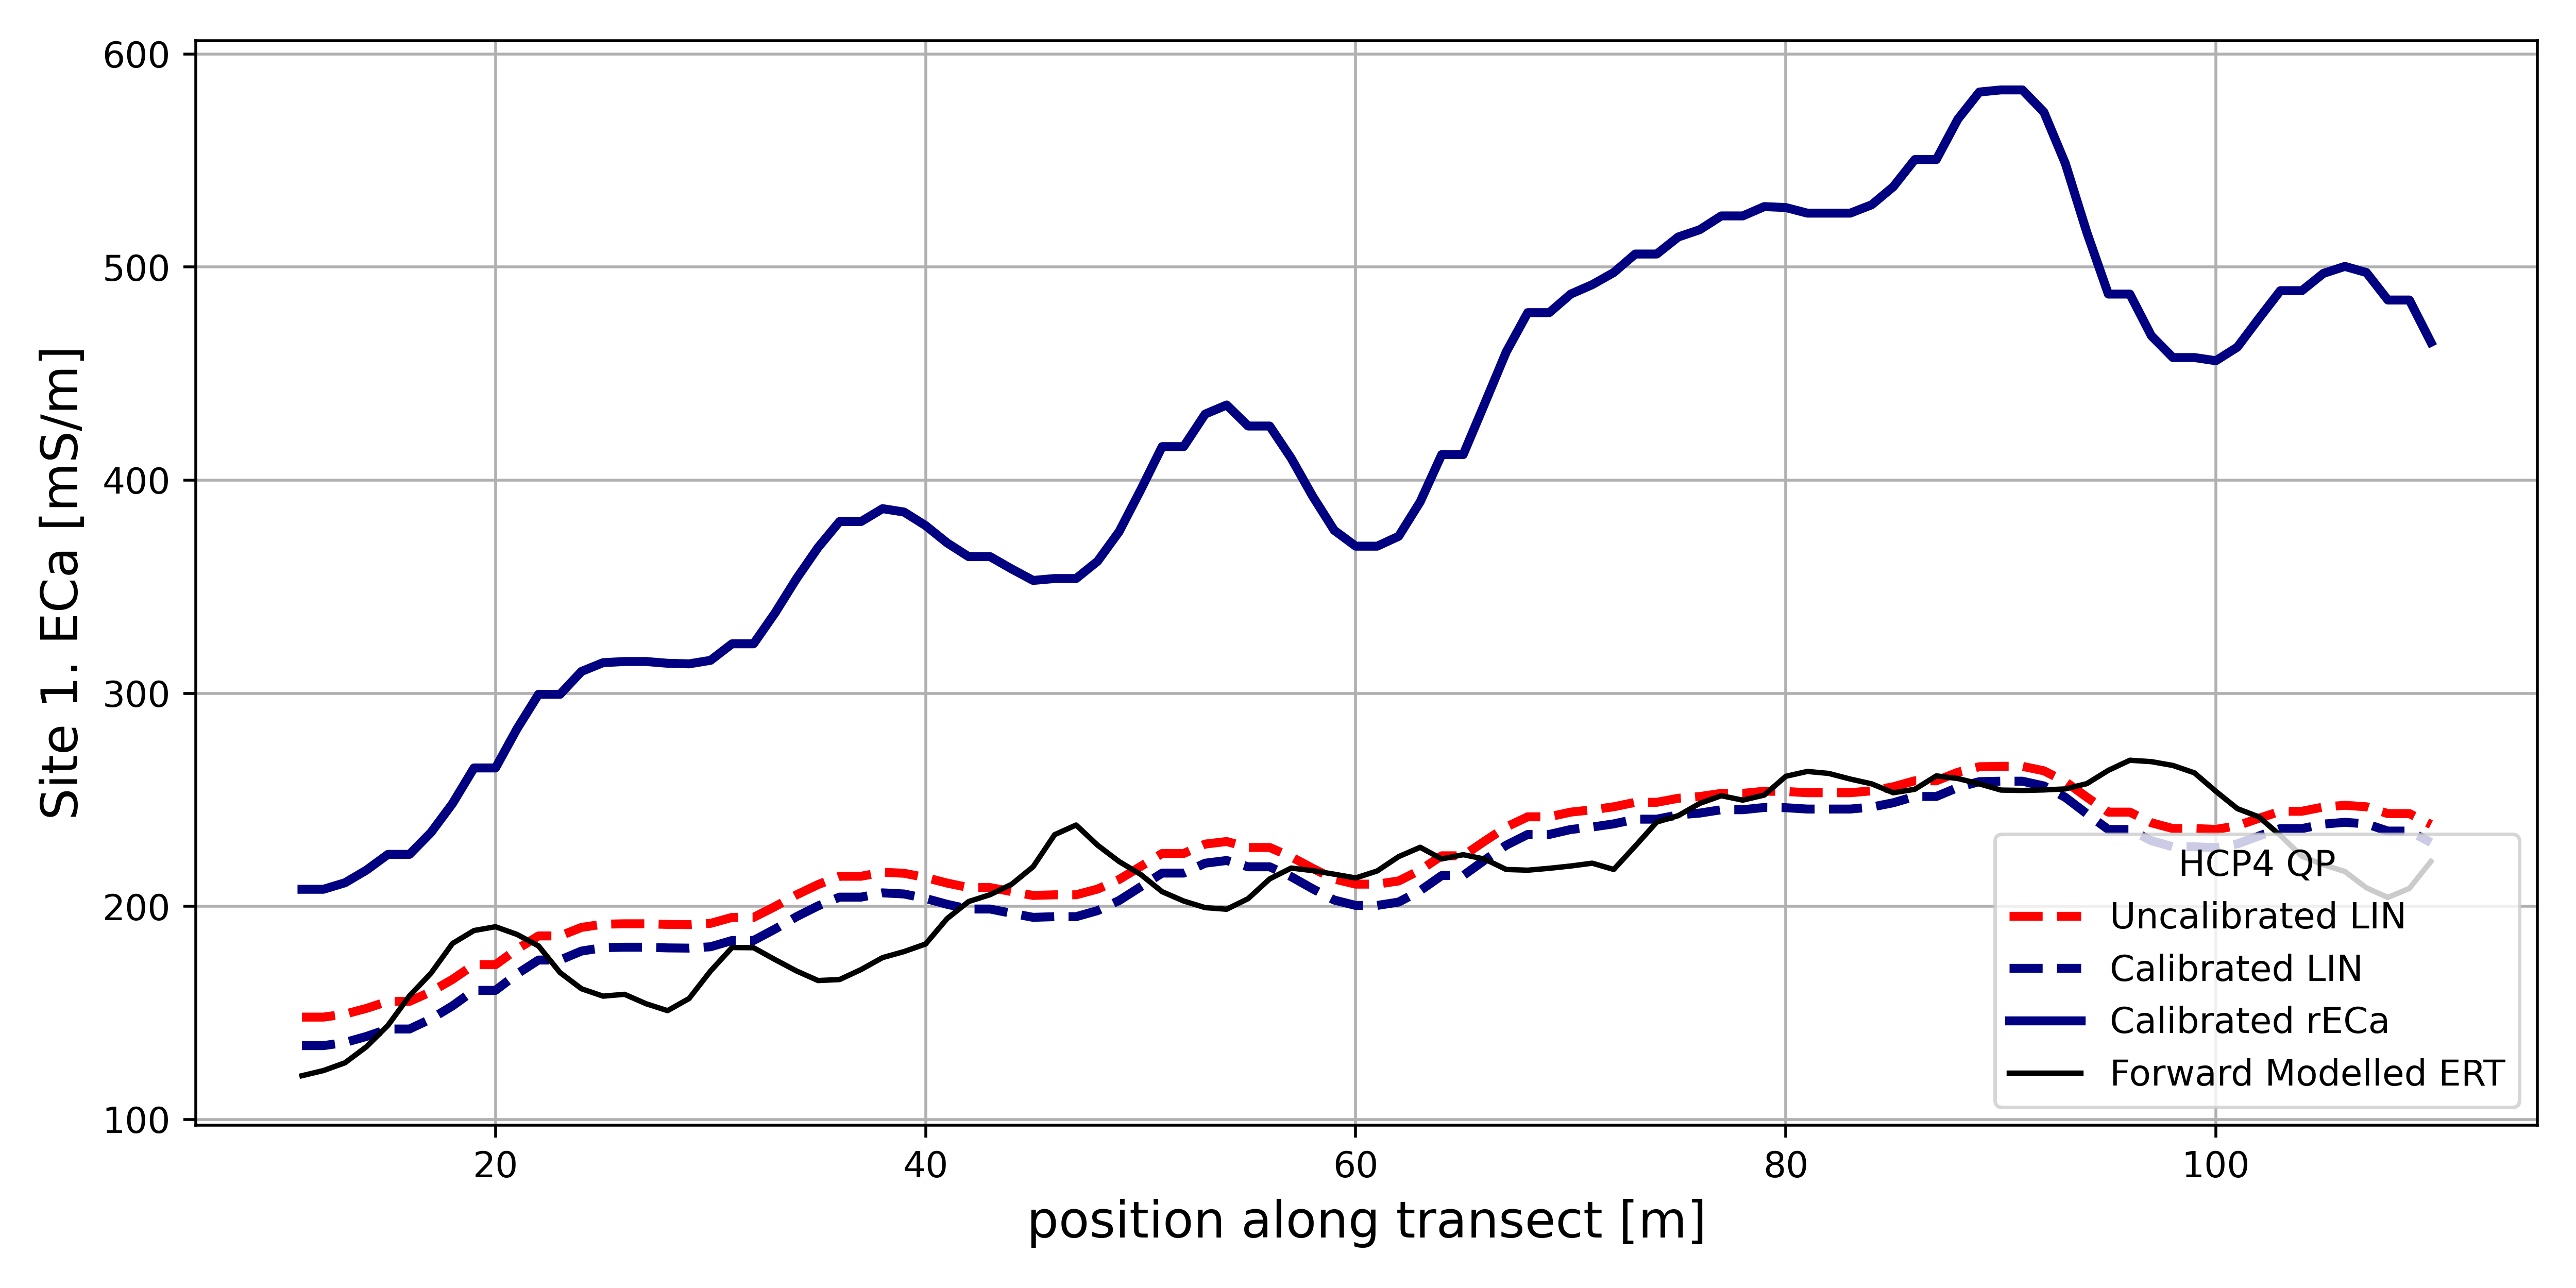 Site 1. ECa [mS/m]
600
500
400
300
200
100
20 40 60 80 100
position along transect [m]
HCP4 QP
Uncalibrated LIN
Calibrated LIN
Calibrated rECa
Forward Modelled ERT